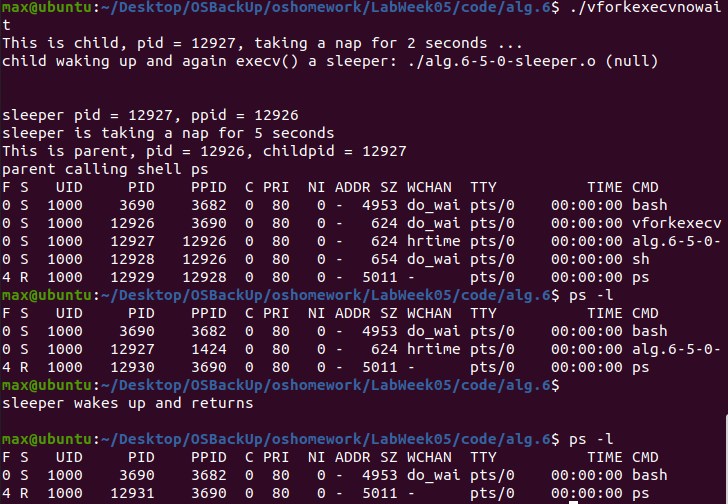 max@ubuntu:~/Desktop/OSBackUp/oshomework/LabWeek05/code/alg.6$ ./vforkexecvnowai
t
This is child, pid = 12927, taking a nap for 2 seconds ...
child waking up and again execv() a sleeper: ./alg.6-5-0-sleeper.o (null)
sleeper pid = 12927, ppid = 12926
sleeper is taking a nap for 5 seconds
This is parent, pid = 12926, childpid = 12927
parent calling shell ps
F S   UID     PID    PPID  C PRI  NI ADDR SZ WCHAN  TTY          TIME CMD
0 S  1000    3690    3682  0  80   0 -  4953 do_wai pts/0    00:00:00 bash
0 S  1000   12926    3690  0  80   0 -   624 do_wai pts/0    00:00:00 vforkexecv
0 S  1000   12927   12926  0  80   0 -   624 hrtime pts/0    00:00:00 alg.6-5-0-
0 S  1000   12928   12926  0  80   0 -   654 do_wai pts/0    00:00:00 sh
4 R  1000   12929   12928  0  80   0 -  5011 -      pts/0    00:00:00 ps
max@ubuntu:~/Desktop/OSBackUp/oshomework/LabWeek05/code/alg.6$ ps -l
F S   UID     PID    PPID  C PRI  NI ADDR SZ WCHAN  TTY          TIME CMD
0 S  1000    3690    3682  0  80   0 -  4953 do_wai pts/0    00:00:00 bash
0 S  1000   12927    1424  0  80   0 -   624 hrtime pts/0    00:00:00 alg.6-5-0-
4 R  1000   12930    3690  0  80   0 -  5011 -      pts/0    00:00:00 ps
max@ubuntu:~/Desktop/OSBackUp/oshomework/LabWeek05/code/alg.6$
sleeper wakes up and returns
max@ubuntu:~/Desktop/OSBackUp/oshomework/LabWeek05/code/alg.6$ ps -l
F S   UID     PID    PPID  C PRI  NI ADDR SZ WCHAN  TTY          TIME CMD
0 S  1000    3690    3682  0  80   0 -  4953 do_wai pts/0    00:00:00 bash
4 R  1000   12931    3690  0  80   0 -  5011 -      pts/0    00:00:00 ps